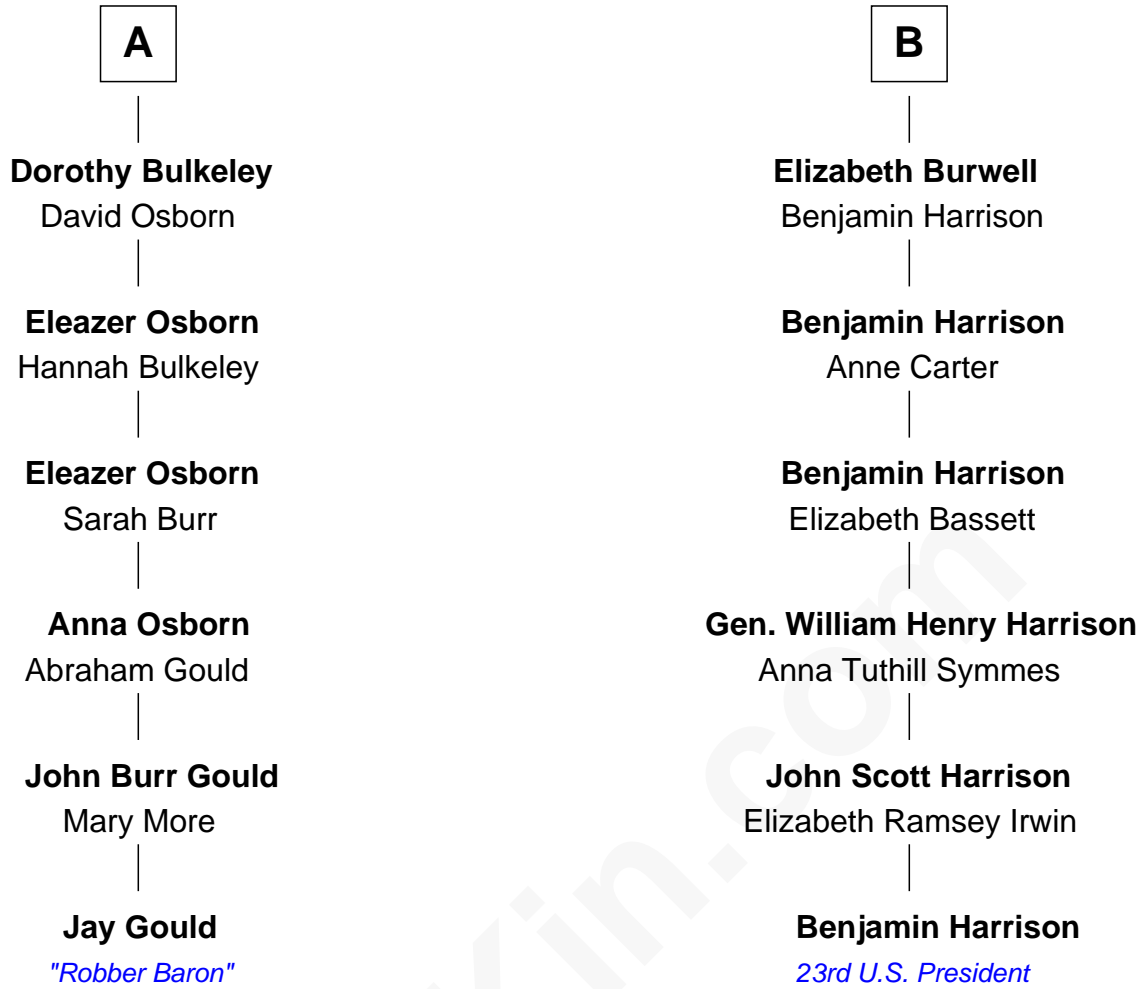 A
B
Dorothy Bulkeley
David Osborn
Elizabeth Burwell
Benjamin Harrison
Eleazer Osborn
Hannah Bulkeley
Benjamin Harrison
Anne Carter
Eleazer Osborn
Sarah Burr
Benjamin Harrison
Elizabeth Bassett
Anna Osborn
Abraham Gould
Gen. William Henry Harrison
Anna Tuthill Symmes
John Burr Gould
Mary More
John Scott Harrison
Elizabeth Ramsey Irwin
Jay Gould
"Robber Baron"
Benjamin Harrison
23rd U.S. President
Kin.com